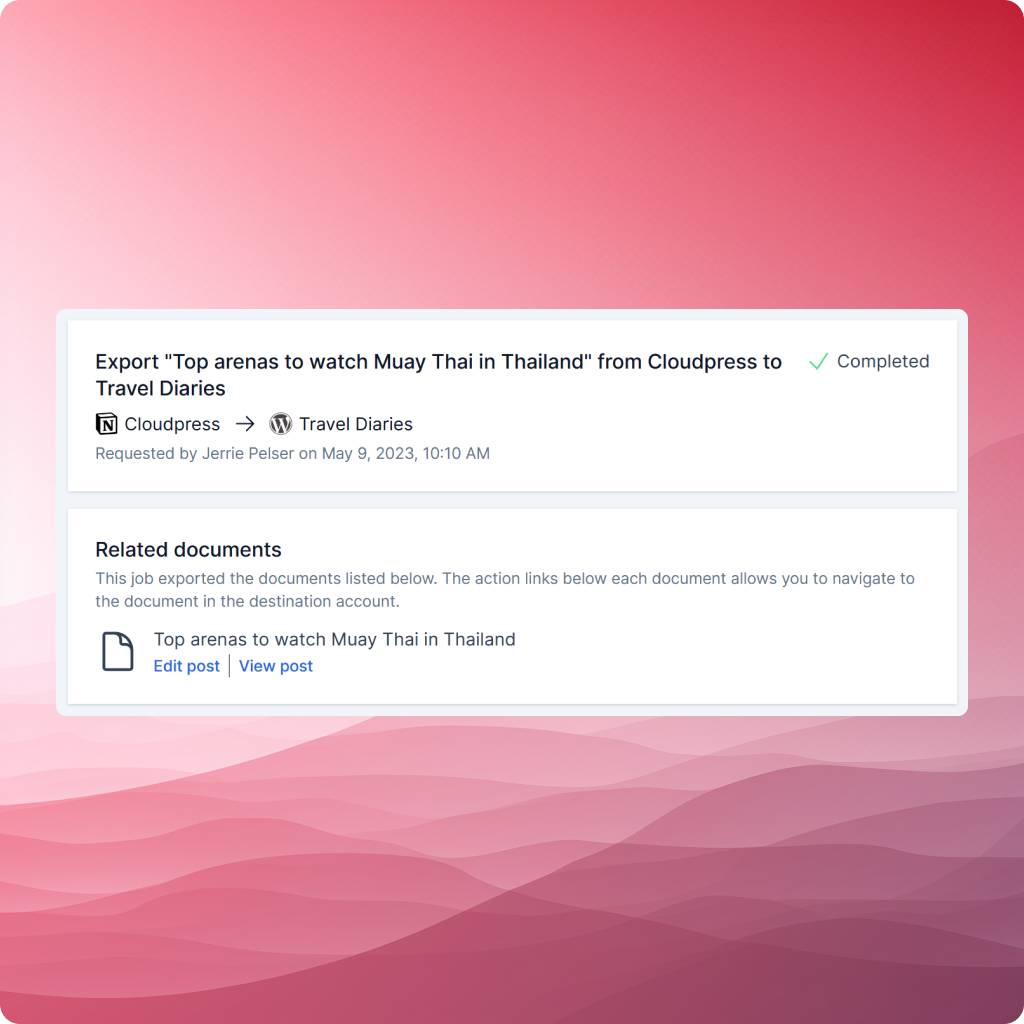 Export "Top arenas to watch Muay Thai in Thailand" from Cloudpress to
Travel Diaries
Completed
Cloudpress → Travel Diaries
Requested by Jerrie Pelser on May 9, 2023, 10:10 AM
Related documents
This job exported the documents listed below. The action links below each document allows you to navigate to
the document in the destination account.
Top arenas to watch Muay Thai in Thailand
Edit post | View post